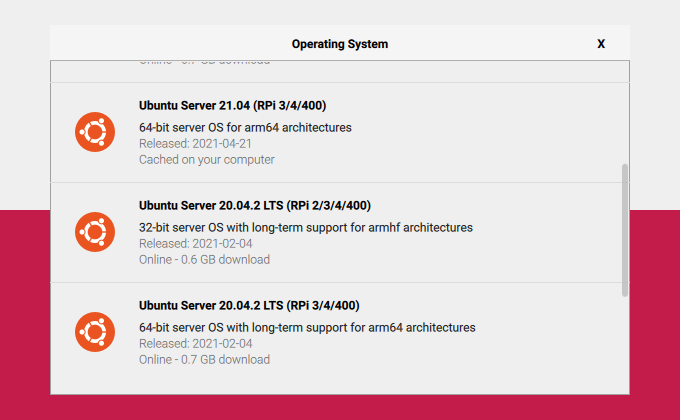 Operating System
X
Online - 0.7 GB download
Ubuntu Server 21.04 (RPi 3/4/400)
64-bit server OS for arm64 architectures
Released: 2021-04-21
Cached on your computer
Ubuntu Server 20.04.2 LTS (RPi 2/3/4/400)
32-bit server OS with long-term support for armhf architectures
Released: 2021-02-04
Online - 0.6 GB download
Ubuntu Server 20.04.2 LTS (RPi 3/4/400)
64-bit server OS with long-term support for arm64 architectures
Released: 2021-02-04
Online - 0.7 GB download